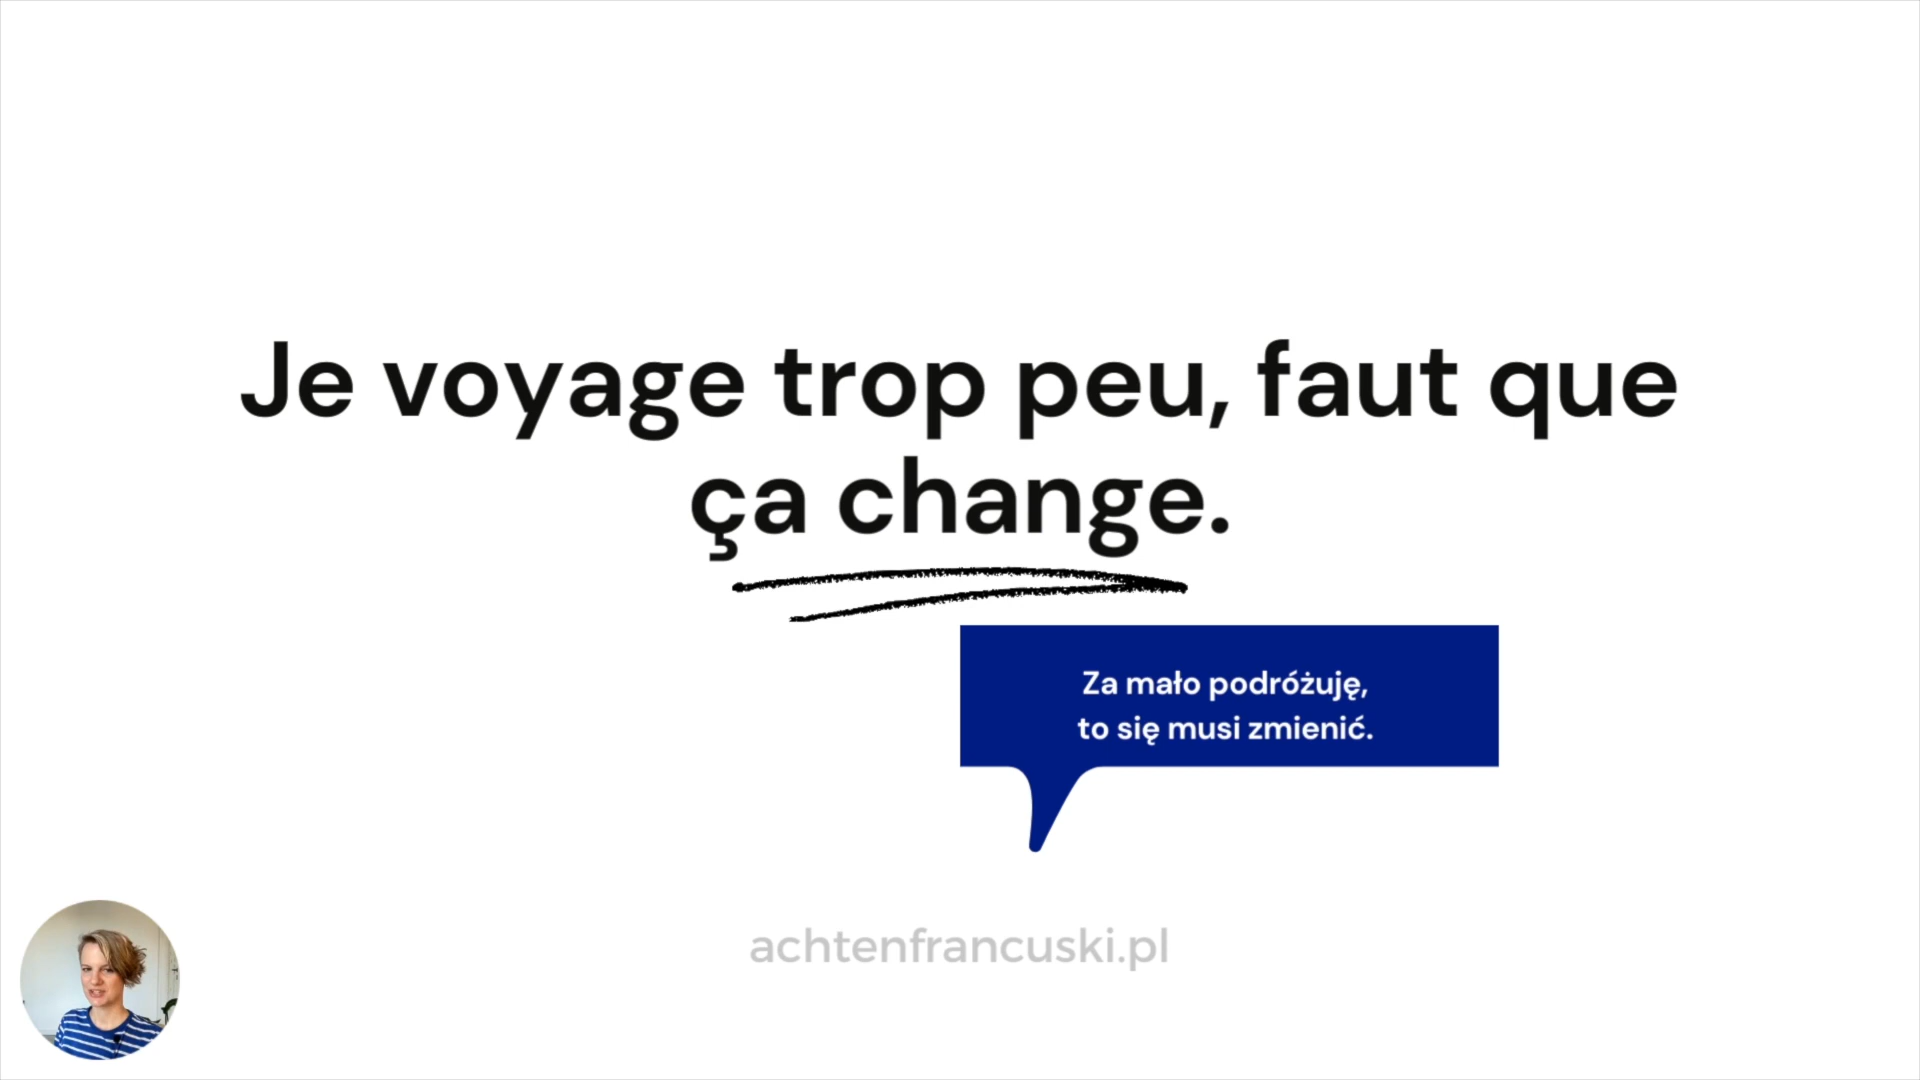 Je voyage trop peu, faut que
ça change.
Za mało podróżuję,
to się musi zmienić.
achtenfrancuski.pl